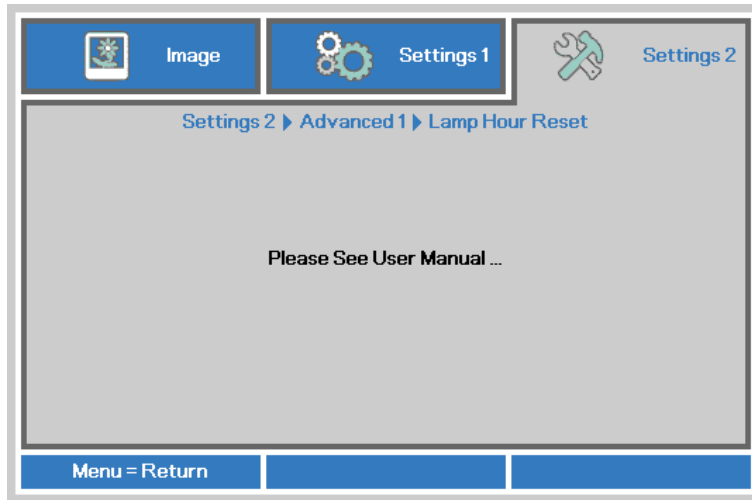 Image
Settings 1
Settings 2
Settings 2 ▶ Advanced 1 ▶ Lamp Hour Reset
Please See User Manual ...
Menu = Return